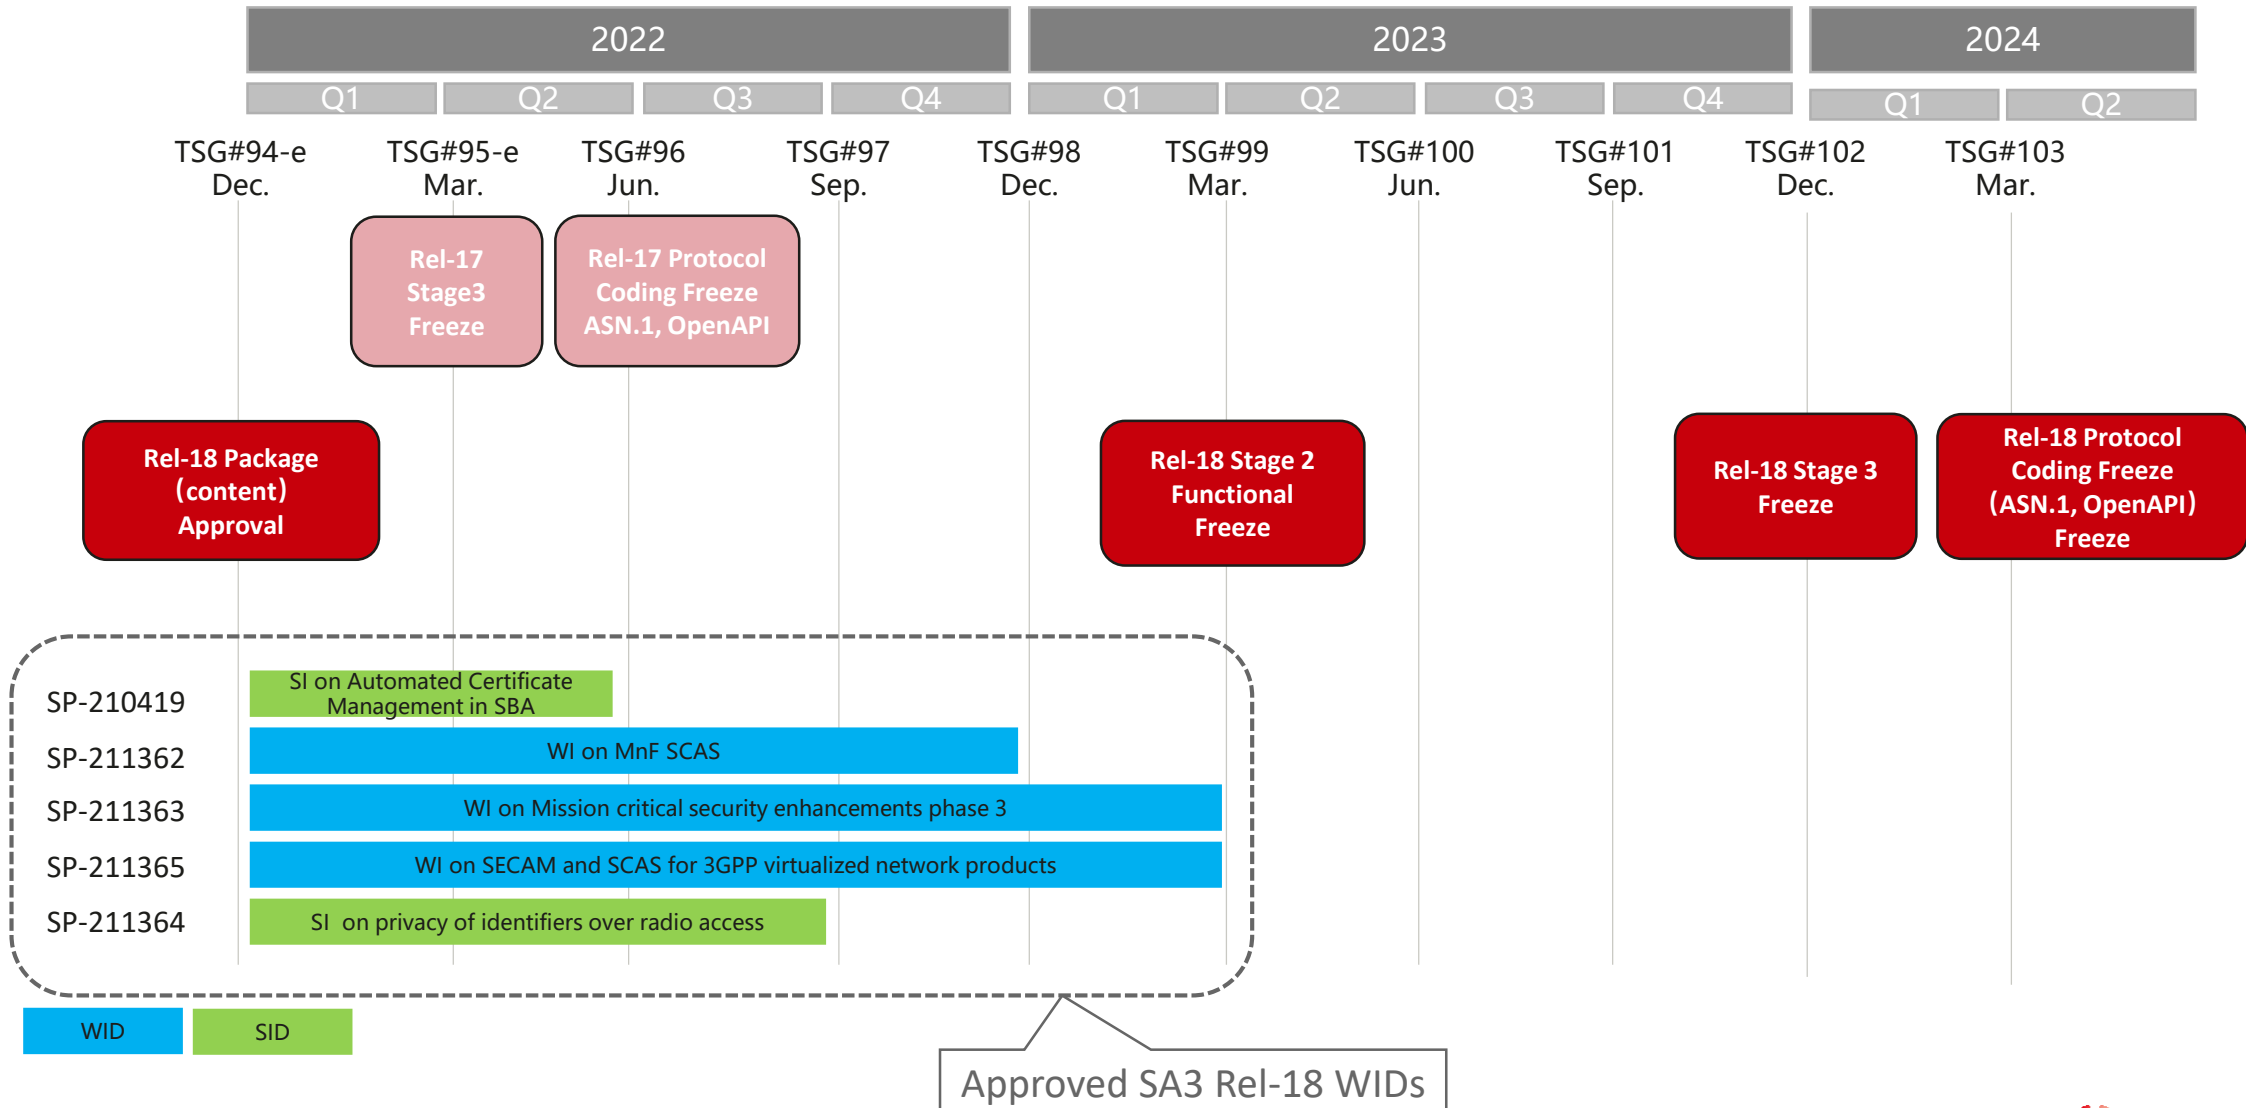 2022
2023
2024
Q1
Q2
Q3
Q4
Q1
Q2
Q3
Q4
Q1
Q2
TSG#94-e
Dec.
TSG#95-e
Mar.
TSG#96
Jun.
TSG#97
Sep.
TSG#98
Dec.
TSG#99
Mar.
TSG#100
Jun.
TSG#101
Sep.
TSG#102
Dec.
TSG#103
Mar.
Rel-17
Stage3
Freeze
Rel-17 Protocol
Coding Freeze
ASN.1, OpenAPI
Rel-18 Package
(content)
Approval
Rel-18 Stage 2
Functional
Freeze
Rel-18 Stage 3
Freeze
Rel-18 Protocol
Coding Freeze
(ASN.1, OpenAPI)
Freeze
SP-210419
SI on Automated Certificate
Management in SBA
SP-211362
WI on MnF SCAS
SP-211363
WI on Mission critical security enhancements phase 3
SP-211365
WI on SECAM and SCAS for 3GPP virtualized network products
SP-211364
SI on privacy of identifiers over radio access
WID
SID
Approved SA3 Rel-18 WIDs